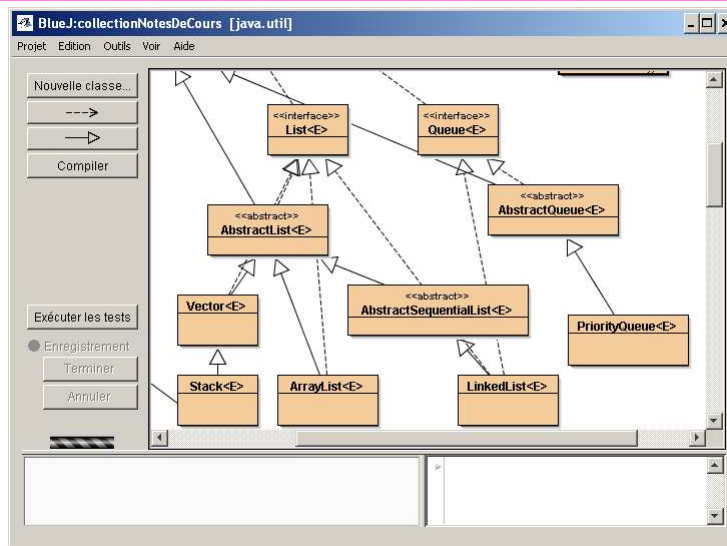 BlueJ:collectionNotesDeCours [java.util]
Projet Edition Outils Voir Aide
Nouvelle classe...
Compiler
Exécuter les tests
Enregistrement
Terminer
Annuler
<<interface>>
List<E>
<<interface>>
Queue<E>
<<abstract>>
AbstractList<E>
<<abstract>>
AbstractQueue<E>
Vector<E>
<<abstract>>
AbstractSequentialList<E>
PriorityQueue<E>
Stack<E>
ArrayList<E>
LinkedList<E>